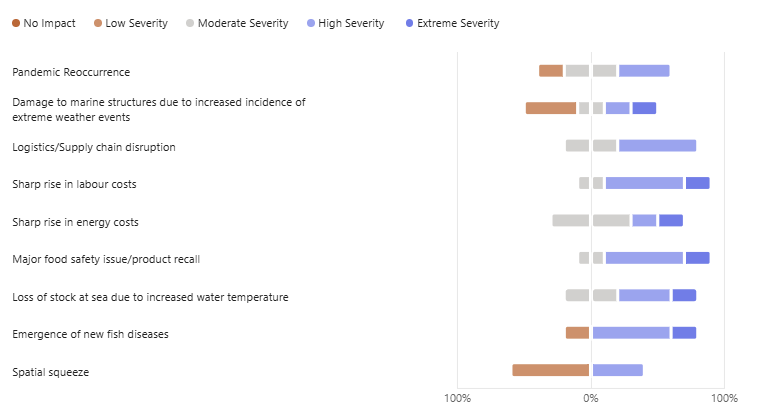 No Impact Low Severity Moderate Severity High Severity Extreme Severity
Pandemic Reoccurrence
Damage to marine structures due to increased incidence of
extreme weather events
Logistics/Supply chain disruption
Sharp rise in labour costs
Sharp rise in energy costs
Major food safety issue/product recall
Loss of stock at sea due to increased water temperature
Emergence of new fish diseases
Spatial squeeze
100% 0% 100%